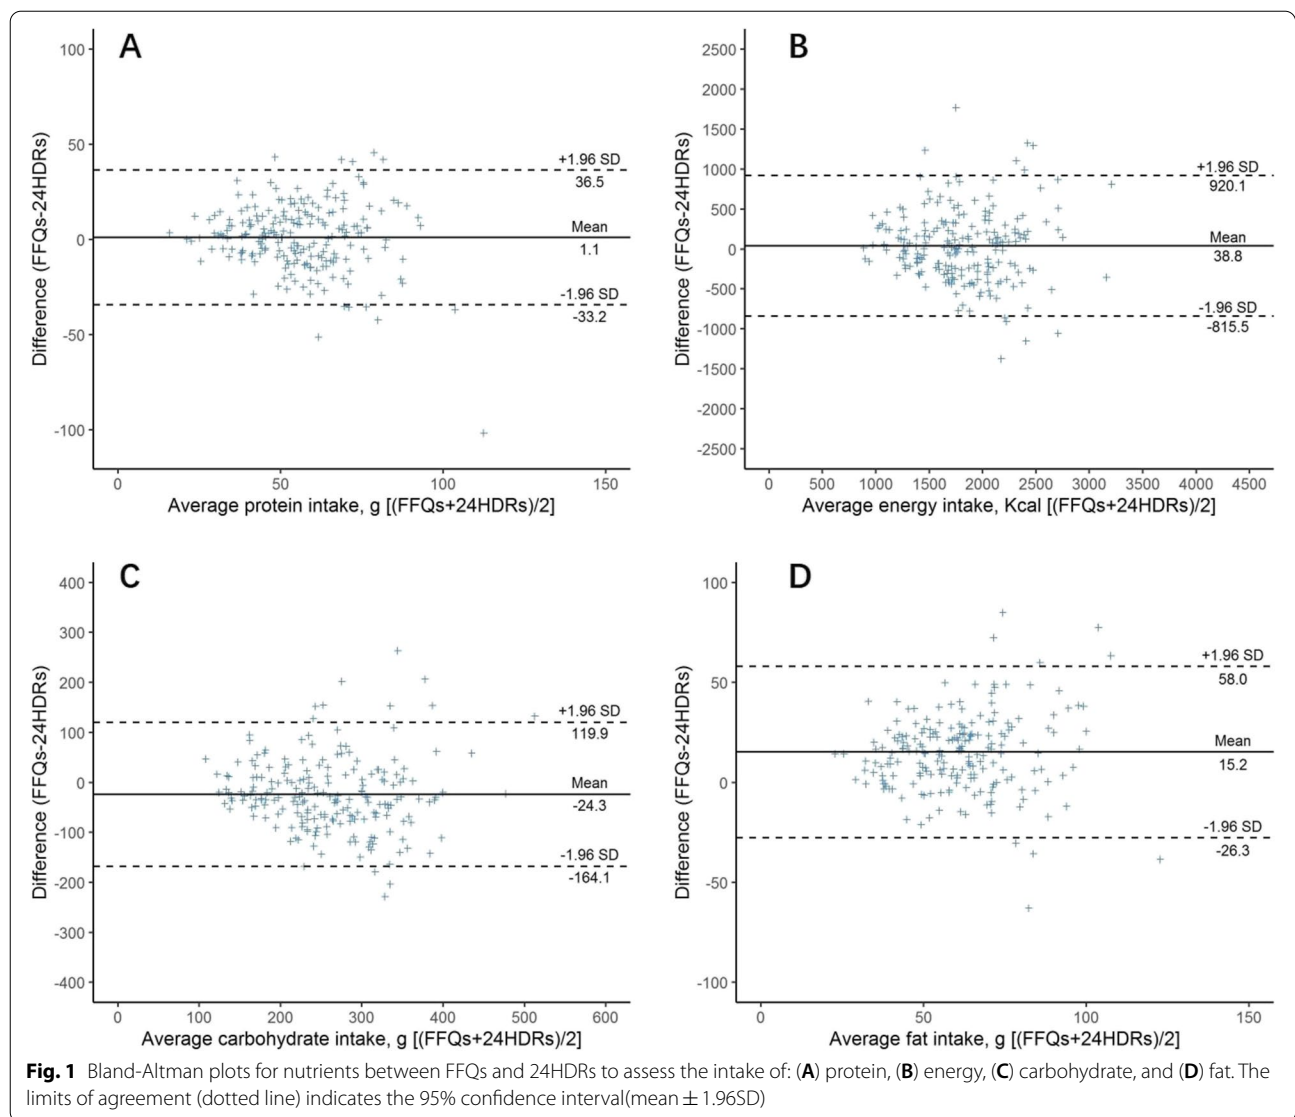 A
100
50
0
-50
-100
Difference (FFQs-24HDRs)
+1.96 SD
36.5
Mean
1.1
-1.96 SD
-33.2
0 50 100 150
Average protein intake, g [(FFQs+24HDRs)/2]
B
2500
2000
1500
1000
500
0
-500
-1000
-1500
-2000
-2500
Difference (FFQs-24HDRs)
+1.96 SD
920.1
Mean
38.8
-1.96 SD
-815.5
0 500 1000 1500 2000 2500 3000 3500 4000 4500
Average energy intake, Kcal [(FFQs+24HDRs)/2]
C
400
300
200
100
0
-100
-200
-300
-400
Difference (FFQs-24HDRs)
+1.96 SD
119.9
Mean
-24.3
-1.96 SD
-164.1
0 100 200 300 400 500 600
Average carbohydrate intake, g [(FFQs+24HDRs)/2]
D
100
50
0
-50
-100
Difference (FFQs-24HDRs)
+1.96 SD
58.0
Mean
15.2
-1.96 SD
-26.3
0 50 100 150
Average fat intake, g [(FFQs+24HDRs)/2]
Fig. 1 Bland-Altman plots for nutrients between FFQs and 24HDRs to assess the intake of: (A) protein, (B) energy, (C) carbohydrate, and (D) fat. The
limits of agreement (dotted line) indicates the 95% confidence interval(mean ± 1.96SD)